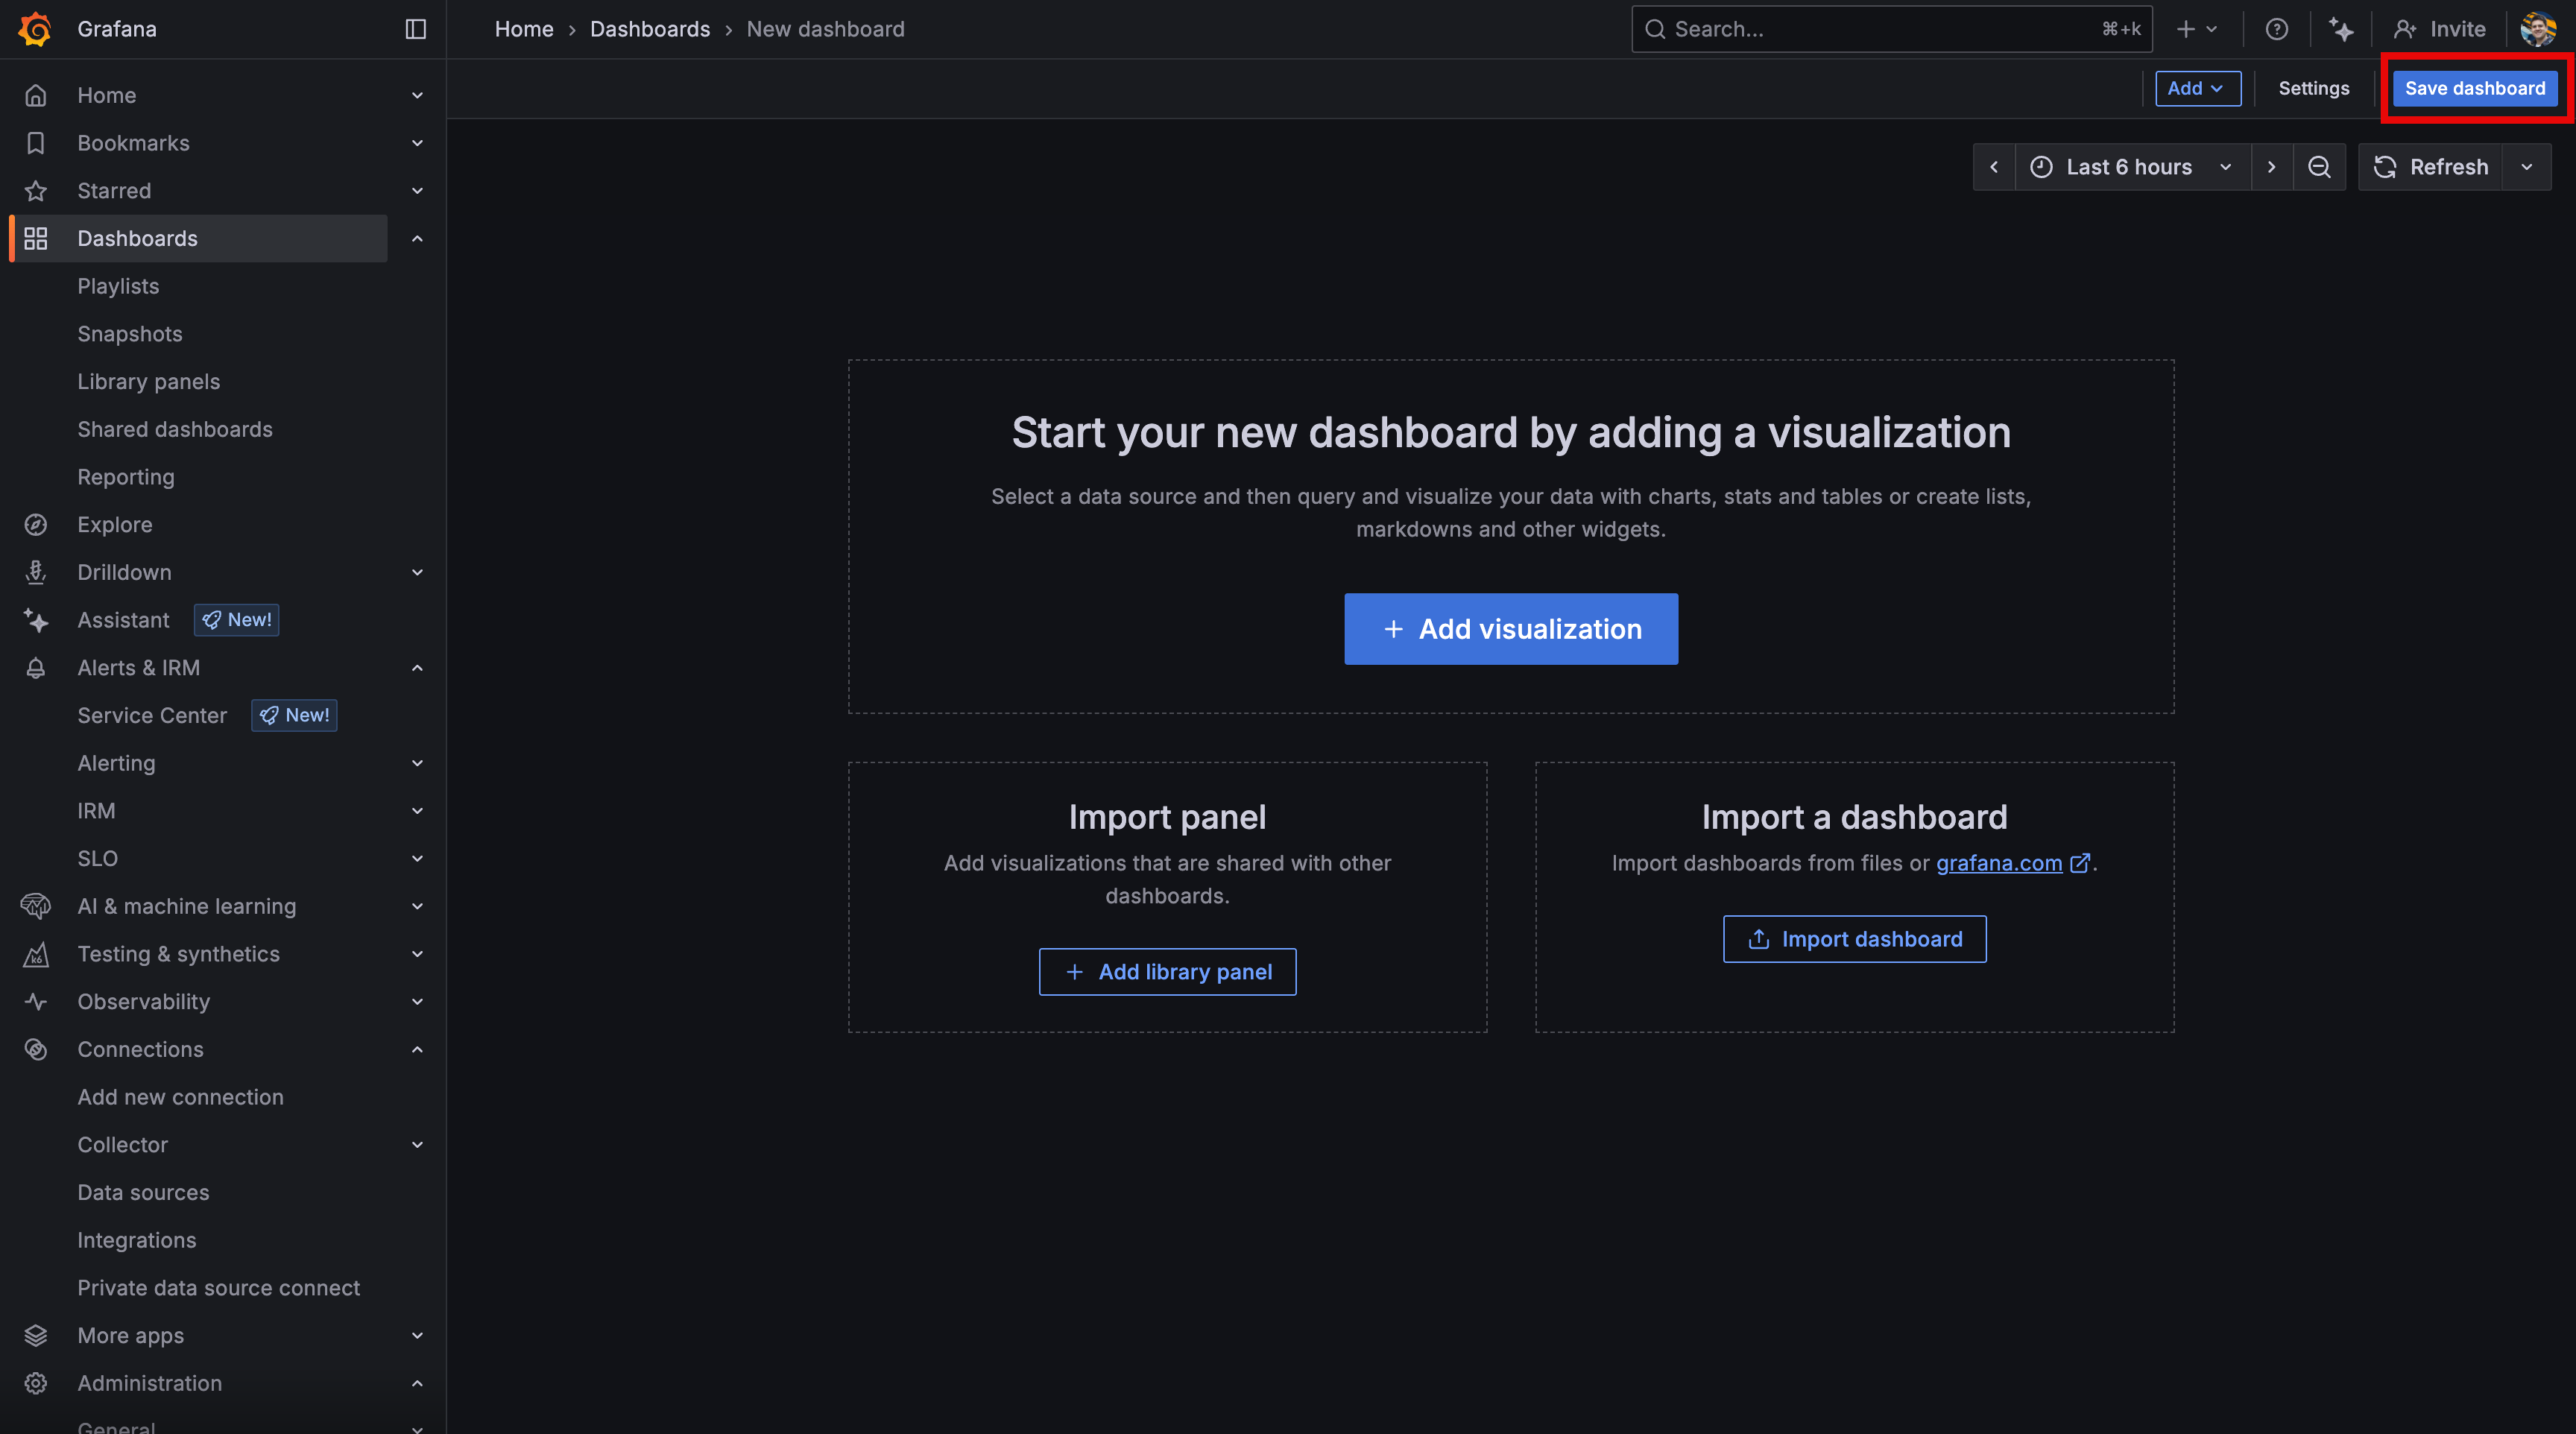 Grafana
Home
Bookmarks
Starred
Dashboards
Playlists
Snapshots
Library panels
Shared dashboards
Reporting
Explore
Drilldown
Assistant New!
Alerts & IRM
Service Center New!
Alerting
IRM
SLO
AI & machine learning
Testing & synthetics
Observability
Connections
Add new connection
Collector
Data sources
Integrations
Private data source connect
More apps
Administration
General
Home › Dashboards › New dashboard
Search... ⌘+k
Invite
Add
Settings
Save dashboard
Last 6 hours
Refresh
Start your new dashboard by adding a visualization
Select a data source and then query and visualize your data with charts, stats and tables or create lists,
markdowns and other widgets.
+ Add visualization
Import panel
Add visualizations that are shared with other
dashboards.
+ Add library panel
Import a dashboard
Import dashboards from files or grafana.com .
Import dashboard
k6